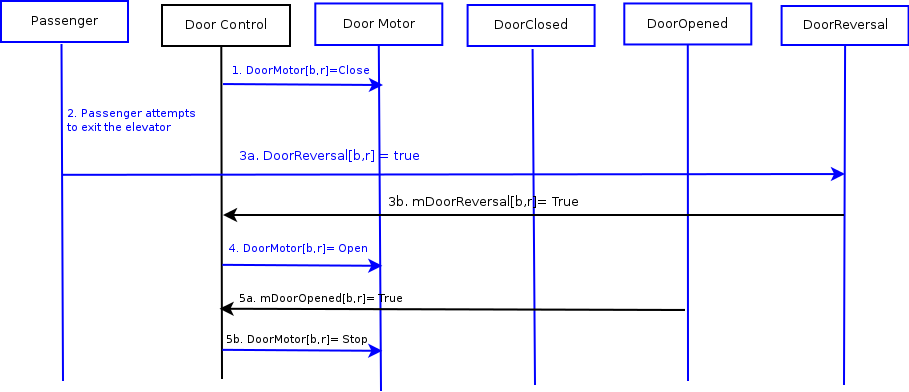 Passenger
Door Control
Door Motor
DoorClosed
DoorOpened
DoorReversal
1. DoorMotor[b,r]=Close
2. Passenger attempts
to exit the elevator
3a. DoorReversal[b,r] = true
3b. mDoorReversal[b,r]= True
4. DoorMotor[b,r]= Open
5a. mDoorOpened[b,r]= True
5b. DoorMotor[b,r]= Stop